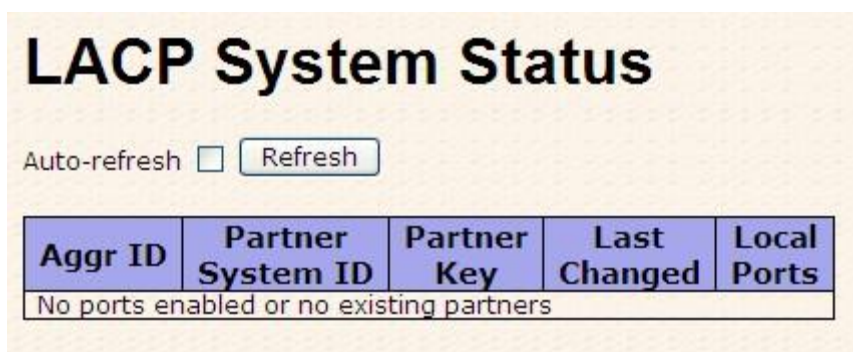 LACP System Status
Auto-refresh Refresh
Aggr ID Partner System ID Partner Key Last Changed Local Ports
No ports enabled or no existing partners